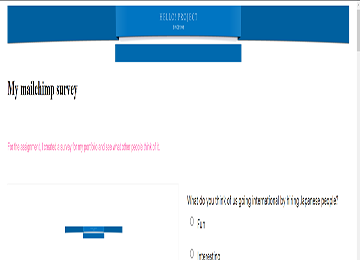 HELLO! PROJECT
My mailchimp survey
For the assignment, I created a survey for my portfolio and see what other people think of it.
What do you think of us going international by hiring Japanese people?
Fun
Interesting